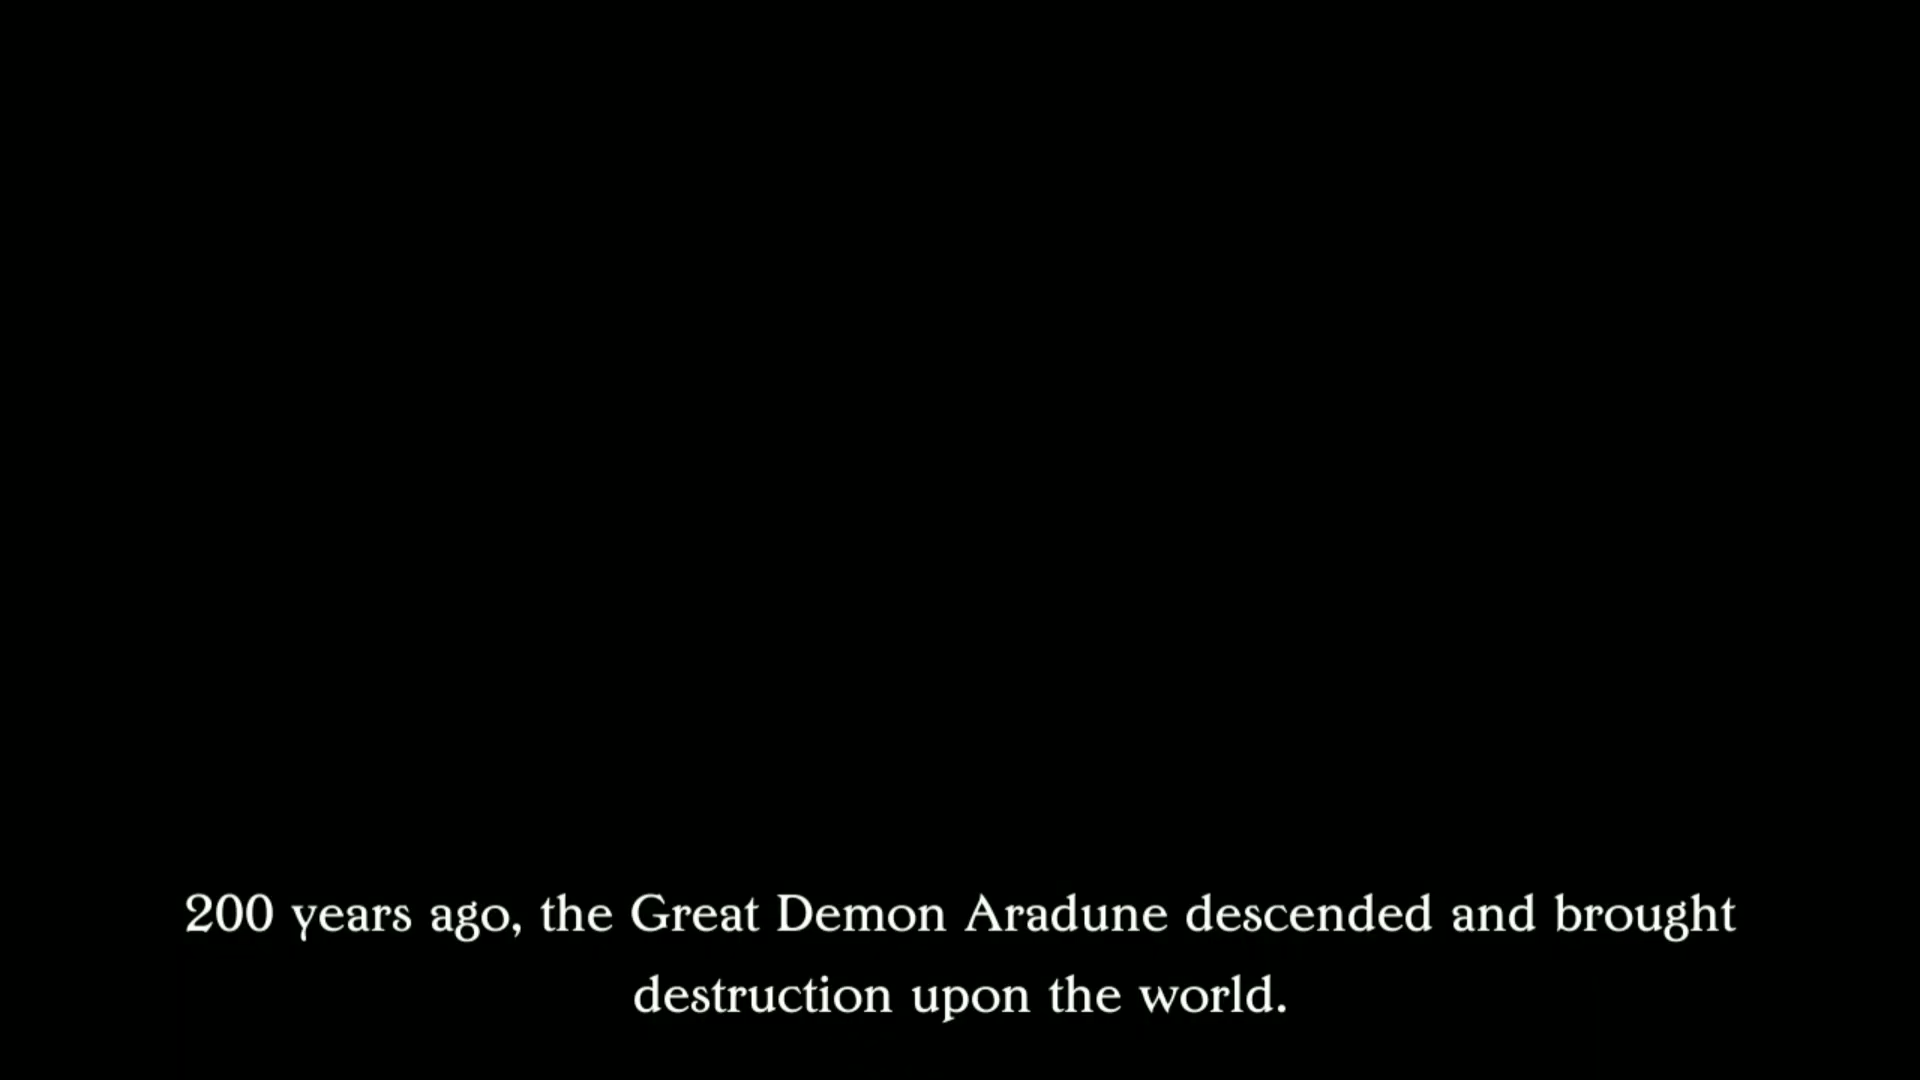 200 years ago, the Great Demon Aradune descended and brought
destruction upon the world.